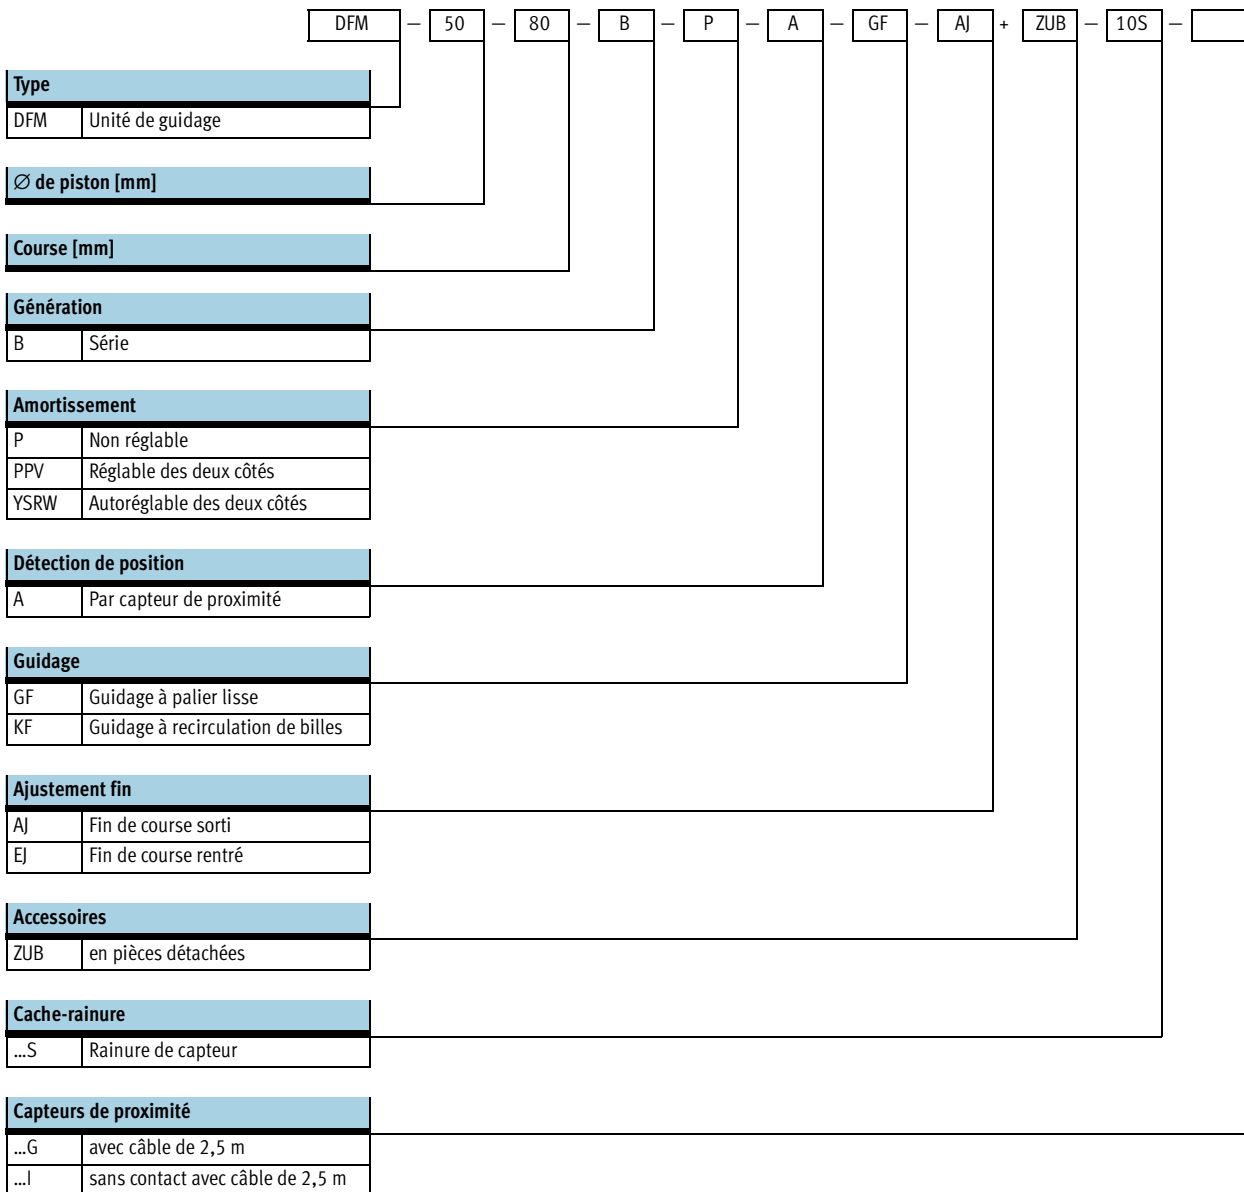 DFM — 50 — 80 — B — P — A — GF — AJ + ZUB — 10S —
Type
DFM Unité de guidage
∅ de piston [mm]
Course [mm]
Génération
B Série
Amortissement
P Non réglable
PPV Réglable des deux côtés
YSRW Autoréglable des deux côtés
Détection de position
A Par capteur de proximité
Guidage
GF Guidage à palier lisse
KF Guidage à recirculation de billes
Ajustement fin
AJ Fin de course sorti
EJ Fin de course rentré
Accessoires
ZUB en pièces détachées
Cache-rainure
...S Rainure de capteur
Capteurs de proximité
...G avec câble de 2,5 m
...I sans contact avec câble de 2,5 m